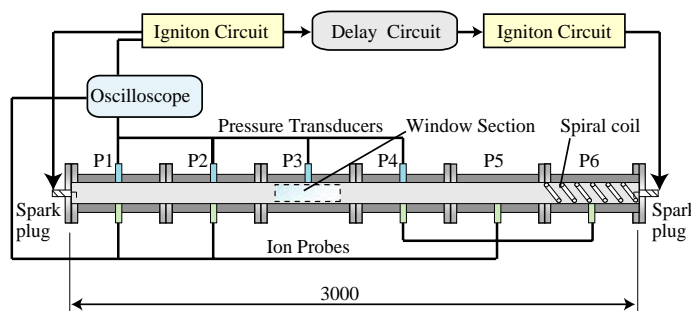 Igniton Circuit
Delay Circuit
Igniton Circuit
Oscilloscope
Pressure Transducers
Window Section
Spiral coil
P1
P2
P3
P4
P5
P6
Spark
plug
Spark
plug
Ion Probes
3000